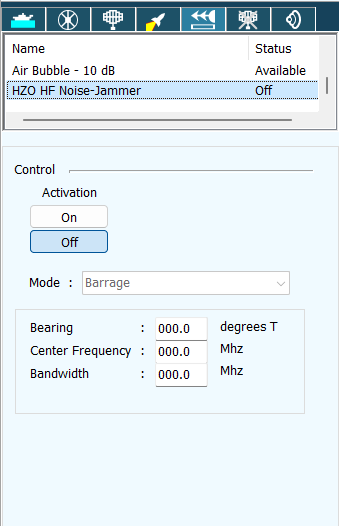 Name Status
Air Bubble - 10 dB Available
HZO HF Noise-Jammer Off
Control
Activation
On
Off
Mode : Barrage
Bearing : 000.0 degrees T
Center Frequency : 000.0 Mhz
Bandwidth : 000.0 Mhz